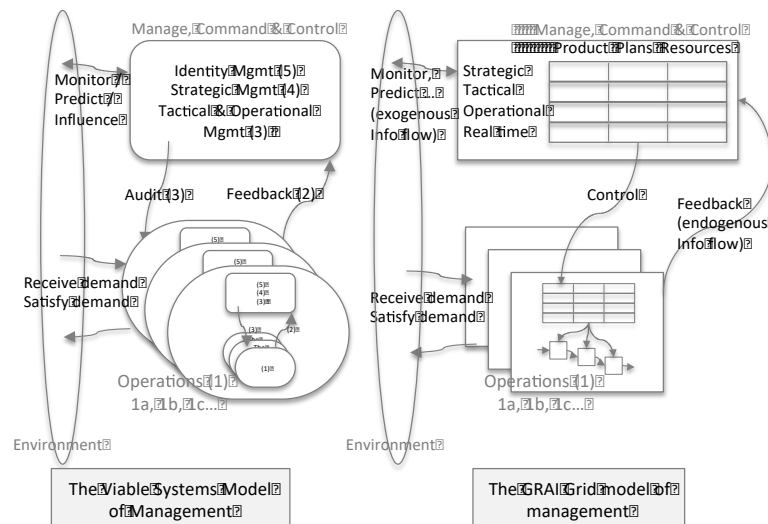 Manage, Command & Control
Identity Mgmt (5)
Strategic Mgmt (4)
Tactical & Operational
Mgmt (3)
Monitor /
Predict /
Influence
Audit (3)
Feedback (2)
(5)
(5)
(5)
(4)
(3)
(3)
(2)
(1)
Receive demand
Satisfy demand
Operations (1)
1a, 1b, 1c...
Environment
The Viable Systems Model
of Management
Manage, Command & Control
Product Plans Resources
Strategic
Tactical
Operational
Real time
Monitor,
Predict ...
(exogenous
Info flow)
Control
Feedback
(endogenous
Info flow)
Receive demand
Satisfy demand
Operations (1)
1a, 1b, 1c...
Environment
The GRAI Grid model of
management